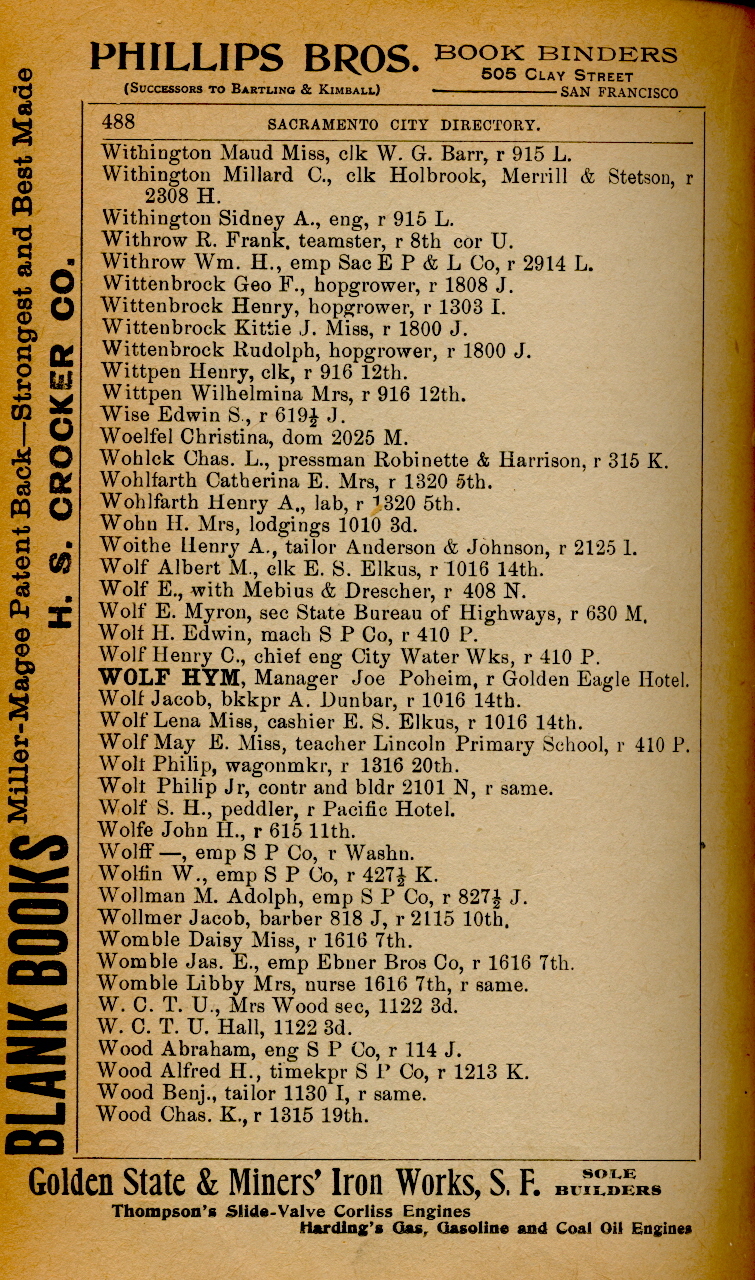 PHILLIPS BROS. BOOK BINDERS
505 CLAY STREET
(SUCCESSORS TO BARTLING & KIMBALL) SAN FRANCISCO
488 SACRAMENTO CITY DIRECTORY.
Withington Maud Miss, clk W. G. Barr, r 915 L.
Withington Millard C., clk Holbrook, Merrill & Stetson, r
2308 H.
Withington Sidney A., eng, r 915 L.
Withrow R. Frank, teamster, r 8th cor U.
Withrow Wm. H., emp Sac E P & L Co, r 2914 L.
Wittenbrock Geo F., hopgrower, r 1808 J.
Wittenbrock Henry, hopgrower, r 1303 I.
Wittenbrock Kittie J. Miss, r 1800 J.
Wittenbrock Rudolph, hopgrower, r 1800 J.
Wittpen Henry, clk, r 916 12th.
Wittpen Wilhelmina Mrs, r 916 12th.
Wise Edwin S., r 619½ J.
Woelfel Christina, dom 2025 M.
Wohlck Chas. L., pressman Robinette & Harrison, r 315 K.
Wohlfarth Catherina E. Mrs, r 1320 5th.
Wohlfarth Henry A., lab, r 1320 5th.
Wohn H. Mrs, lodgings 1010 3d.
Woithe Henry A., tailor Anderson & Johnson, r 2125 I.
Wolf Albert M., clk E. S. Elkus, r 1016 14th.
Wolf E., with Mebius & Drescher, r 408 N.
Wolf E. Myron, sec State Bureau of Highways, r 630 M.
Wolf H. Edwin, mach S P Co, r 410 P.
Wolf Henry C., chief eng City Water Wks, r 410 P.
WOLF HYM, Manager Joe Poheim, r Golden Eagle Hotel.
Wolf Jacob, bkkpr A. Dunbar, r 1016 14th.
Wolf Lena Miss, cashier E. S. Elkus, r 1016 14th.
Wolf May E. Miss, teacher Lincoln Primary School, r 410 P.
Wolf Philip, wagonmkr, r 1316 20th.
Wolf Philip Jr, contr and bldr 2101 N, r same.
Wolf S. H., peddler, r Pacific Hotel.
Wolfe John H., r 615 11th.
Wolff —, emp S P Co, r Washn.
Wolfin W., emp S P Co, r 427½ K.
Wollman M. Adolph, emp S P Co, r 827½ J.
Wollmer Jacob, barber 818 J, r 2115 10th.
Womble Daisy Miss, r 1616 7th.
Womble Jas. E., emp Ebner Bros Co, r 1616 7th.
Womble Libby Mrs, nurse 1616 7th, r same.
W. C. T. U., Mrs Wood sec, 1122 3d.
W. C. T. U. Hall, 1122 3d.
Wood Abraham, eng S P Co, r 114 J.
Wood Alfred H., timekpr S P Co, r 1213 K.
Wood Benj., tailor 1130 I, r same.
Wood Chas. K., r 1315 19th.
BLANK BOOKS Miller-Magee Patent Back—Strongest and Best Made
H. S. CROCKER CO.
Golden State & Miners' Iron Works, S. F. SOLE BUILDERS
Thompson's Slide-Valve Corliss Engines
Harding's Gas, Gasoline and Coal Oil Engines